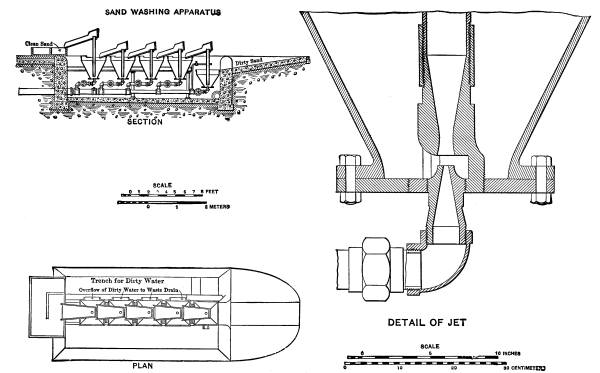 SAND WASHING APPARATUS
Clean Sand
Dirty Sand
SECTION
SCALE
0 1 2 3 4 5 6 7 8 FEET
0 1 2 METERS
Trench for Dirty Water
Overflow of Dirty Water to Waste Drain
PLAN
DETAIL OF JET
SCALE
0 5 10 INCHES
0 10 20 30 CENTIMETERS